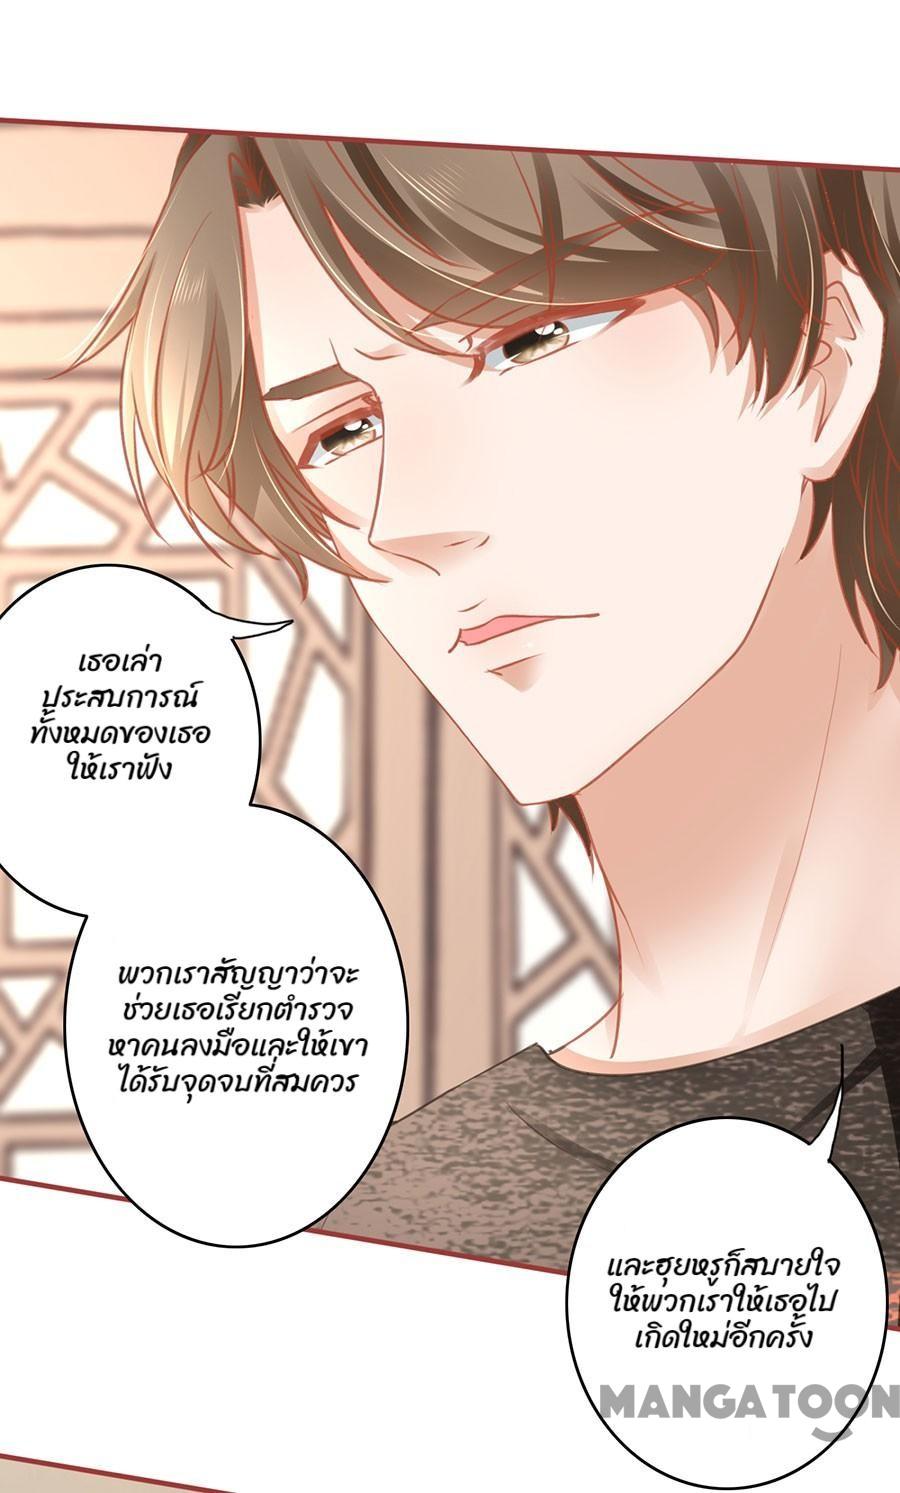 เธอเล่า
ประสบการณ์
ทั้งหมดของเธอ
ให้เราฟัง
พวกเราสัญญาว่าจะ
ช่วยเธอเรียกตำรวจ
หาคนลงมือและให้เขา
ได้รับจุดจบที่สมควร
และฮุยหรูก็สบายใจ
ให้พวกเราให้เธอไป
เกิดใหม่อีกครั้ง
MANGATOON